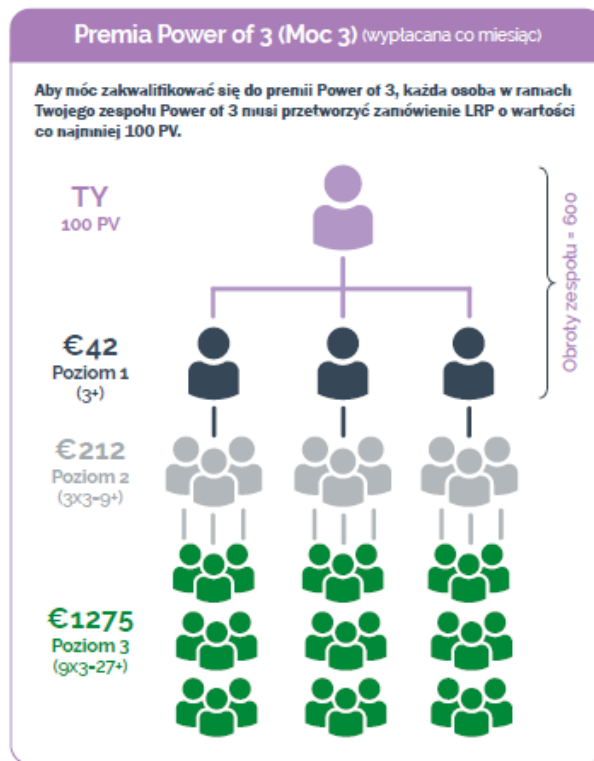 Premia Power of 3 (Moc 3) (wypłacana co miesiąc)
Aby móc zakwalifikować się do premii Power of 3, każda osoba w ramach
Twojego zespołu Power of 3 musi przetworzyć zamówienie LRP o wartości
co najmniej 100 PV.
TY
100 PV
Obroty zespołu = 600
€42
Poziom 1
(3+)
€212
Poziom 2
(3x3=9+)
€1275
Poziom 3
(9x3=27+)